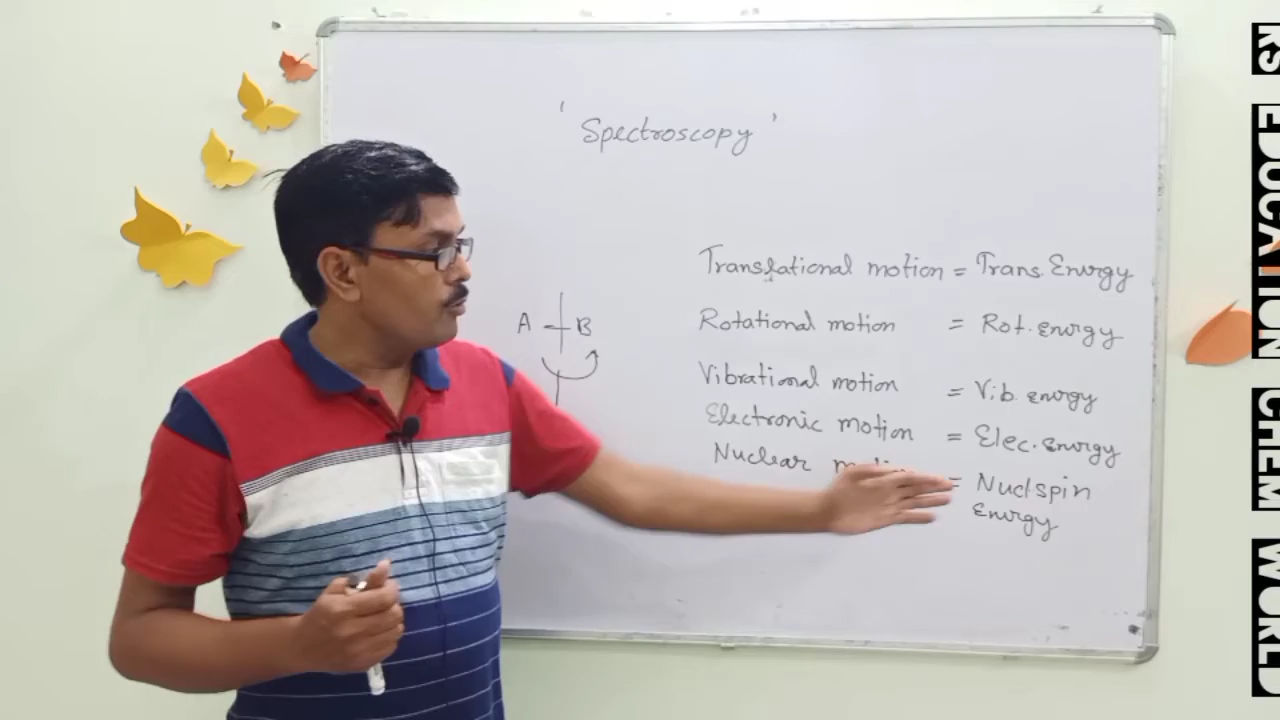 ' Spectroscopy '
Translational motion = Trans. Energy
A B
Rotational motion = Rot. energy
Vibrational motion = Vib. energy
Electronic motion = Elec. energy
Nuclear = Nucl spin
Energy
KS EDUCATION CHEM WORLD